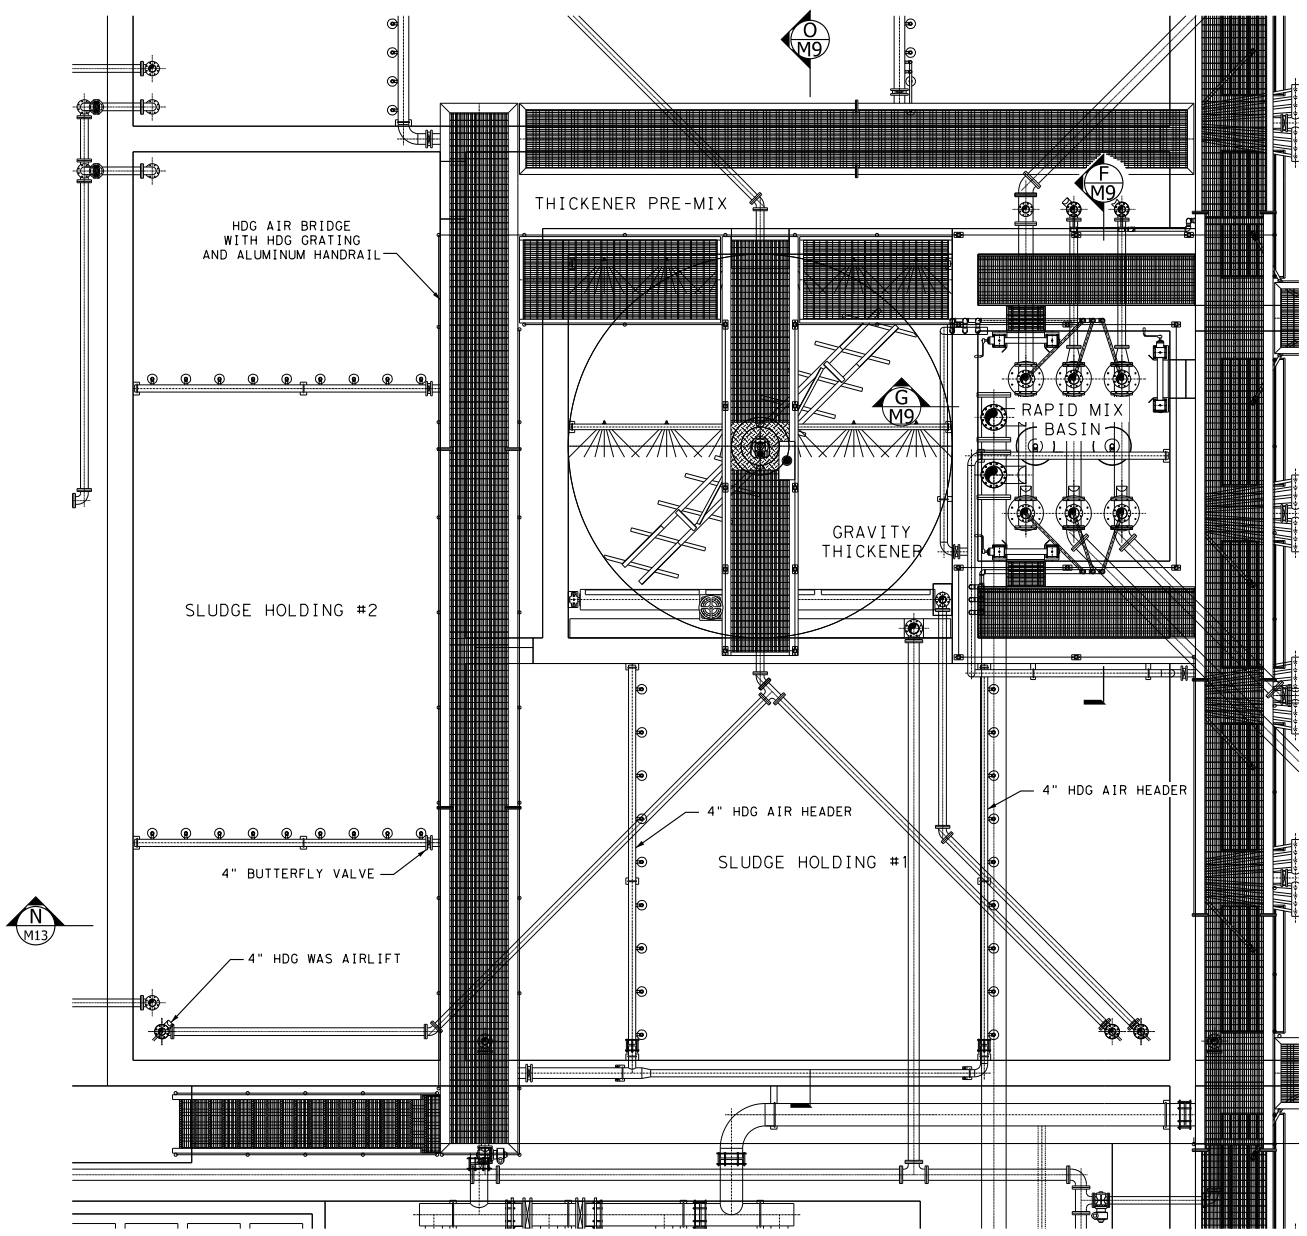 O
M9
F
M9
THICKENER PRE-MIX
HDG AIR BRIDGE
WITH HDG GRATING
AND ALUMINUM HANDRAIL
G
M9
RAPID MIX
BASIN
GRAVITY
THICKENER
SLUDGE HOLDING #2
4" HDG AIR HEADER
4" HDG AIR HEADER
SLUDGE HOLDING #1
4" BUTTERFLY VALVE
N
M13
4" HDG WAS AIRLIFT